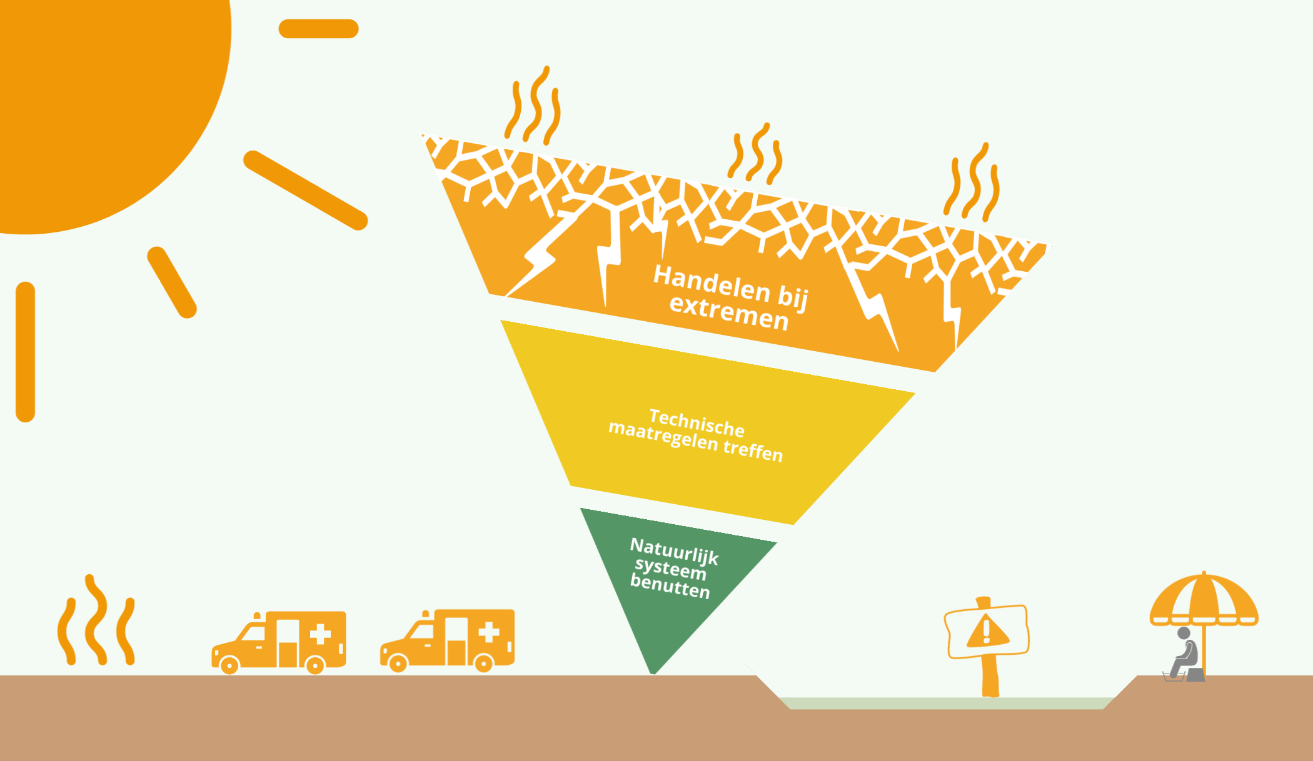 Handelen bij
extremen
Technische
maatregelen treffen
Natuurlijk
systeem
benutten